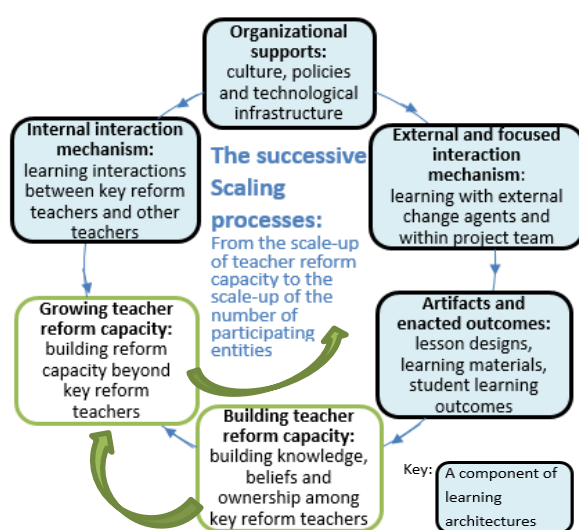 Organizational
supports:
culture, policies
and technological
infrastructure
Internal interaction
mechanism:
learning interactions
between key reform
teachers and other
teachers
The successive
Scaling
processes:
From the scale-up
of teacher reform
capacity to the
scale-up of the
number of
participating
entities
External and focused
interaction
mechanism:
learning with external
change agents and
within project team
Growing teacher
reform capacity:
building reform
capacity beyond
key reform
teachers
Artifacts and
enacted outcomes:
lesson designs,
learning materials,
student learning
outcomes
Building teacher
reform capacity:
building knowledge,
beliefs and
ownership among
key reform teachers
Key:
A component of
learning
architectures